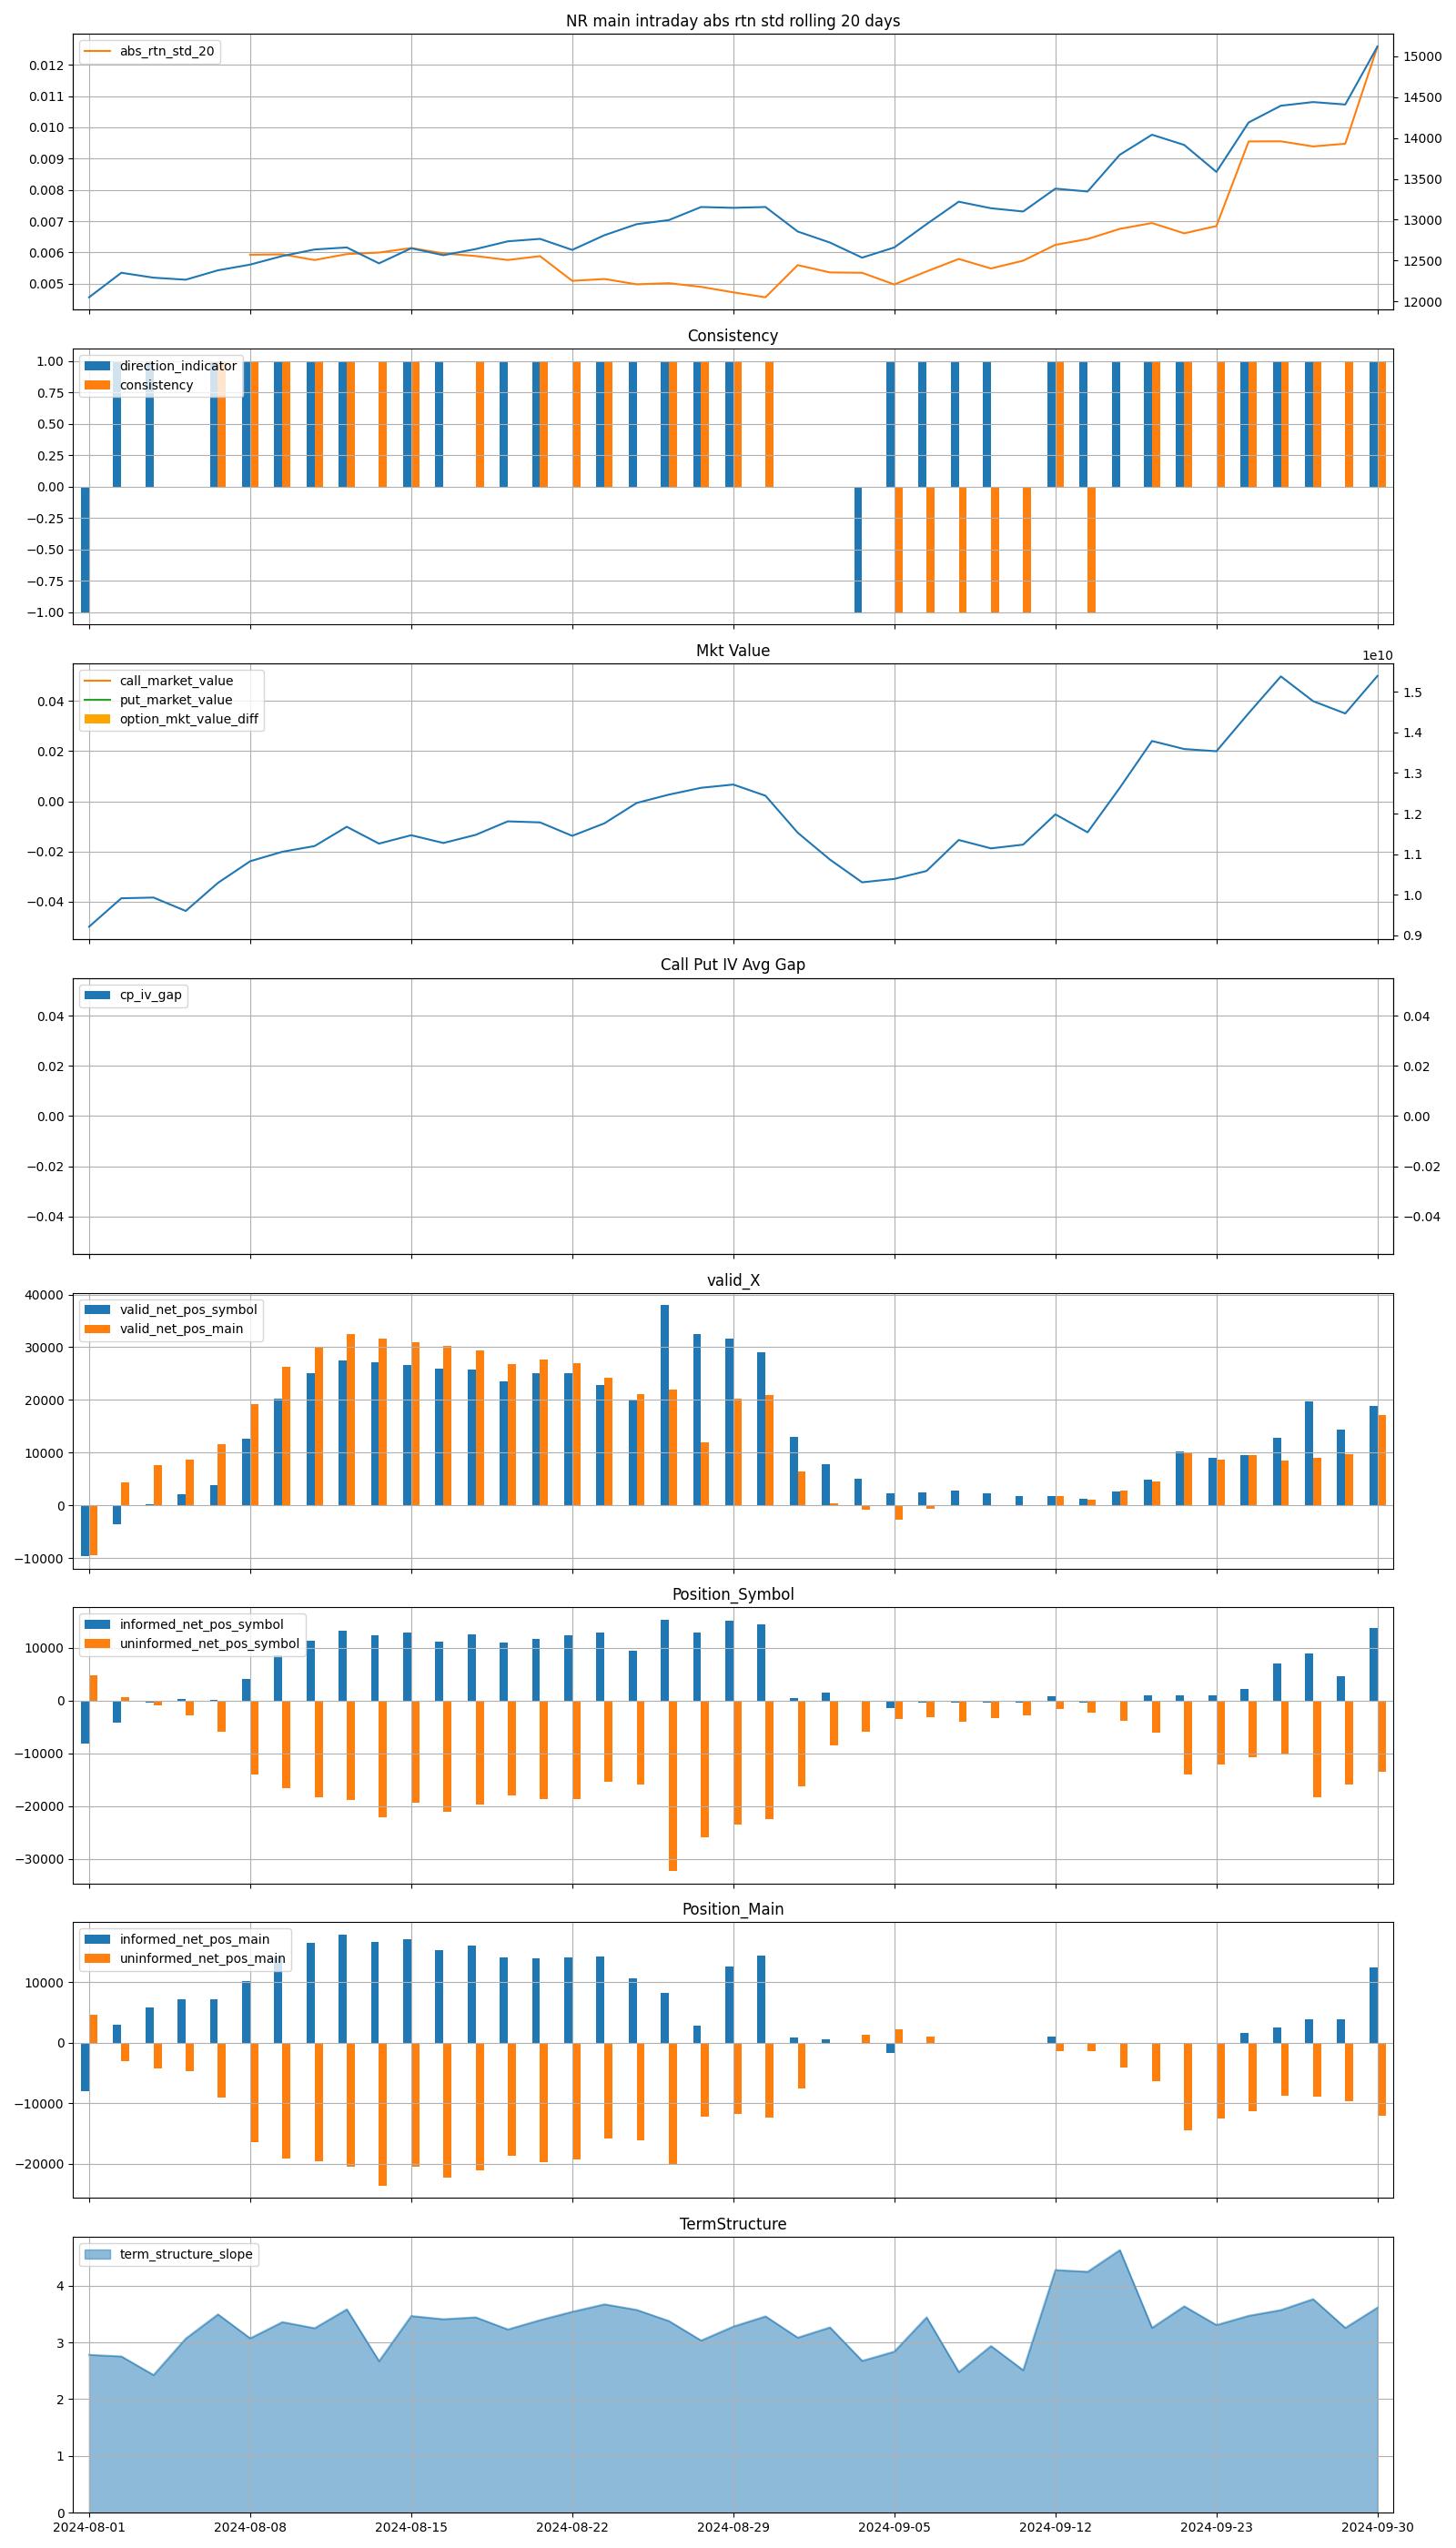 NR main intraday abs rtn std rolling 20 days
abs_rtn_std_20
0.012
0.011
0.010
0.009
0.008
0.007
0.006
0.005
15000
14500
14000
13500
13000
12500
12000
Consistency
direction_indicator
consistency
1.00
0.75
0.50
0.25
0.00
−0.25
−0.50
−0.75
−1.00
Mkt Value
1e10
call_market_value
put_market_value
option_mkt_value_diff
0.04
0.02
0.00
−0.02
−0.04
1.5
1.4
1.3
1.2
1.1
1.0
0.9
Call Put IV Avg Gap
cp_iv_gap
0.04
0.02
0.00
−0.02
−0.04
0.04
0.02
0.00
−0.02
−0.04
valid_X
valid_net_pos_symbol
valid_net_pos_main
40000
30000
20000
10000
0
−10000
Position_Symbol
informed_net_pos_symbol
uninformed_net_pos_symbol
10000
0
−10000
−20000
−30000
Position_Main
informed_net_pos_main
uninformed_net_pos_main
10000
0
−10000
−20000
TermStructure
term_structure_slope
4
3
2
1
0
2024-08-01 2024-08-08 2024-08-15 2024-08-22 2024-08-29 2024-09-05 2024-09-12 2024-09-23 2024-09-30